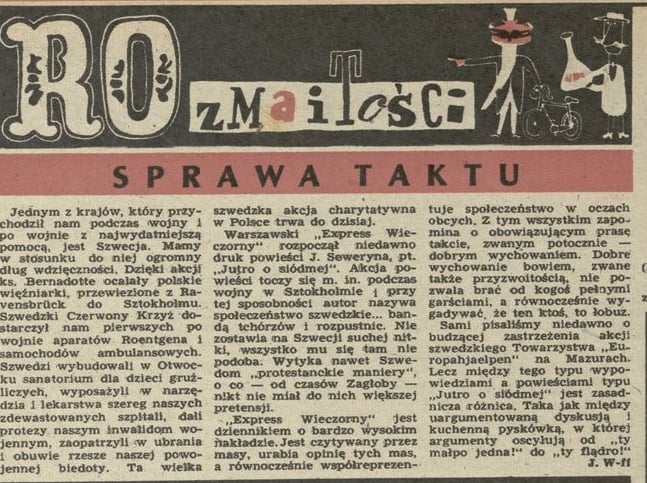 ROzMaiTości
SPRAWA TAKTU
Jednym z krajów, który przy-
chodził nam podczas wojny i
po wojnie z najwydatniejszą
pomocą, jest Szwecja. Mamy
w stosunku do niej ogromny
dług wdzięczności. Dzięki akcji
ks. Bernadotte ocalały polskie
więźniarki, przewiezione z Ra-
vensbrück do Sztokholmu.
Szwedzki Czerwony Krzyż do-
starczył nam pierwszych po
wojnie aparatów Roentgena i
samochodów ambulansowych.
Szwedzi wybudowali w Otwoc-
ku sanatorium dla dzieci gruź-
liczych, wyposażyli w narzę-
dzia i lekarstwa szereg naszych
zdewastowanych szpitali, dali
protezy naszym inwalidom wo-
jennym, zaopatrzyli w ubrania
i obuwie rzesze naszej powo-
jennej biedoty. Ta wielka
szwedzka akcja charytatywna
w Polsce trwa do dzisiaj.
Warszawski „Express Wie-
czorny" rozpoczął niedawno
druk powieści J. Seweryna, pt.
„Jutro o siódmej". Akcja po-
wieści toczy się m. in. podczas
wojny w Sztokholmie i przy
tej sposobności autor nazywa
społeczeństwo szwedzkie... ban-
dą tchórzów i rozpustnic. Nie
zostawia na Szwecji suchej nit-
ki, wszystko mu się tam nie
podoba. Wytyka nawet Szwe-
dom „protestanckie maniery",
o co — od czasów Zagłoby —
nikt nie miał do nich większej
pretensji.
„Express Wieczorny" jest
dziennikiem o bardzo wysokim
nakładzie. Jest czytywany przez
masy, urabia opinię tych mas,
a równocześnie współreprezen-
tuje społeczeństwo w oczach
obcych. Z tym wszystkim zapo-
mina o obowiązującym prasę
takcie, zwanym potocznie —
dobrym wychowaniem. Dobre
wychowanie bowiem, zwane
także przyzwoitością, nie po-
zwala brać od kogoś pełnymi
garściami, a równocześnie wy-
gadywać, że ten ktoś, to łobuz.
Sami pisaliśmy niedawno o
budzącej zastrzeżenia akcji
szwedzkiego Towarzystwa „Eu-
ropahjaelpen" na Mazurach.
Lecz między tego typu wypo-
wiedziami a powieściami typu
„Jutro o siódmej" jest zasad-
nicza różnica. Taka jak między
uargumentowaną dyskusją i
kuchenną pyskówką, w której
argumenty oscylują od „ty
małpo jedna!" do „ty flądro!"
J. W-ff